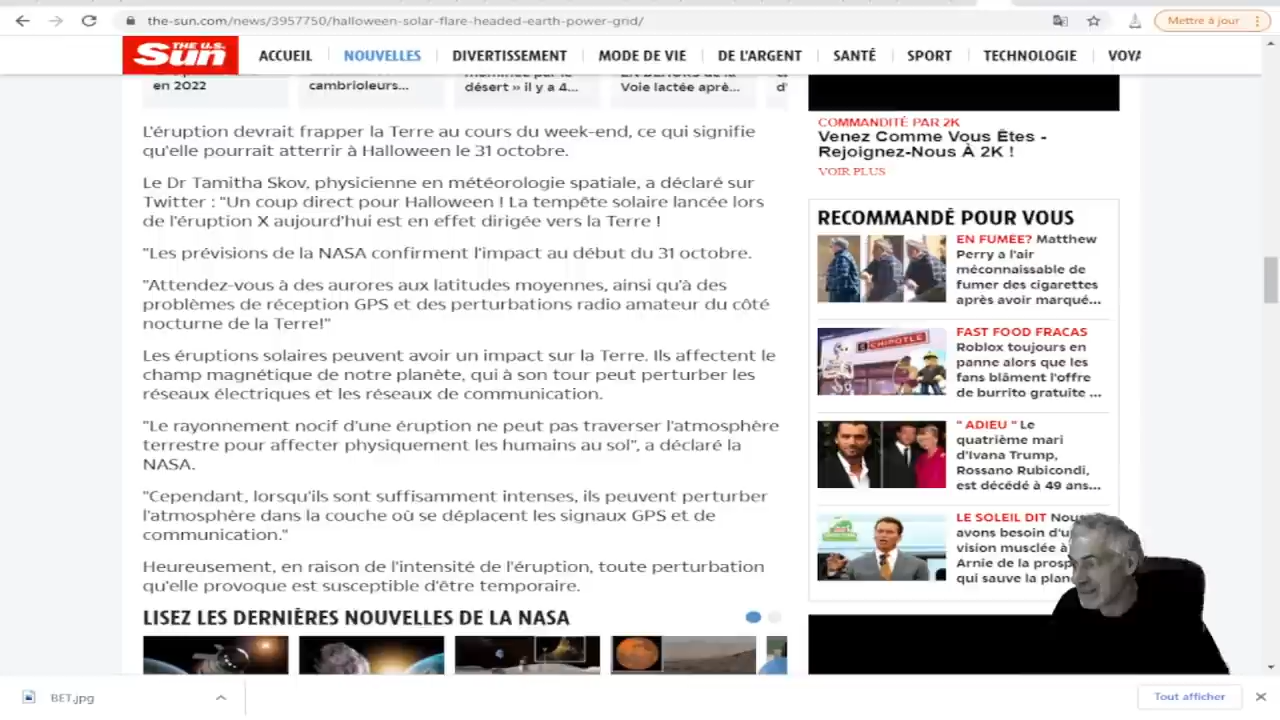 the-sun.com/news/3957750/halloween-solar-flare-headed-earth-power-grid/
Mettre à jour
THE U.S. Sun
ACCUEIL NOUVELLES DIVERTISSEMENT MODE DE VIE DE L'ARGENT SANTÉ SPORT TECHNOLOGIE VOYA
en 2022
cambrioleurs...
désert » il y a 4...
Voie lactée aprè...
L'éruption devrait frapper la Terre au cours du week-end, ce qui signifie
qu'elle pourrait atterrir à Halloween le 31 octobre.
Le Dr Tamitha Skov, physicienne en météorologie spatiale, a déclaré sur
Twitter : "Un coup direct pour Halloween ! La tempête solaire lancée lors
de l'éruption X aujourd'hui est en effet dirigée vers la Terre !
"Les prévisions de la NASA confirment l'impact au début du 31 octobre.
"Attendez-vous à des aurores aux latitudes moyennes, ainsi qu'à des
problèmes de réception GPS et des perturbations radio amateur du côté
nocturne de la Terre!"
Les éruptions solaires peuvent avoir un impact sur la Terre. Ils affectent le
champ magnétique de notre planète, qui à son tour peut perturber les
réseaux électriques et les réseaux de communication.
"Le rayonnement nocif d'une éruption ne peut pas traverser l'atmosphère
terrestre pour affecter physiquement les humains au sol", a déclaré la
NASA.
"Cependant, lorsqu'ils sont suffisamment intenses, ils peuvent perturber
l'atmosphère dans la couche où se déplacent les signaux GPS et de
communication."
Heureusement, en raison de l'intensité de l'éruption, toute perturbation
qu'elle provoque est susceptible d'être temporaire.
LISEZ LES DERNIÈRES NOUVELLES DE LA NASA
COMMANDITÉ PAR 2K
Venez Comme Vous Êtes -
Rejoignez-Nous À 2K !
VOIR PLUS
RECOMMANDÉ POUR VOUS
EN FUMÉE? Matthew
Perry a l'air
méconnaissable de
fumer des cigarettes
après avoir marqué...
FAST FOOD FRACAS
Roblox toujours en
panne alors que les
fans blâment l'offre
de burrito gratuite ...
CHIPOTLE
" ADIEU " Le
quatrième mari
d'Ivana Trump,
Rossano Rubicondi,
est décédé à 49 ans...
LE SOLEIL DIT
avons besoin
vision musclée à
Arnie de la
qui sauve la
BET.jpg
Tout afficher